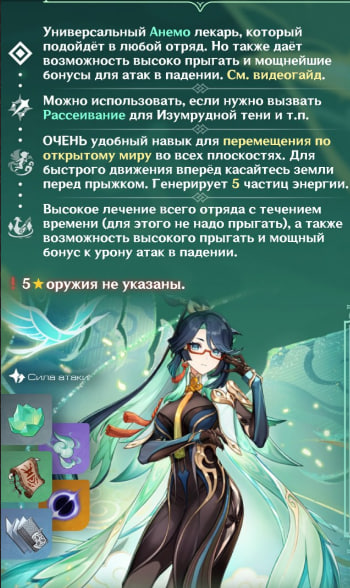 Универсальный Анемо лекарь, который
подойдёт в любой отряд. Но также даёт
возможность высоко прыгать и мощнейшие
бонусы для атак в падении. См. видеогайд.
Можно использовать, если нужно вызвать
Рассеивание для Изумрудной тени и т.п.
ОЧЕНЬ удобный навык для перемещения по
открытому миру во всех плоскостях. Для
быстрого движения вперёд касайтесь земли
перед прыжком. Генерирует 5 частиц энергии.
Высокое лечение всего отряда с течением
времени (для этого не надо прыгать), а также
возможность высокого прыгать и мощный
бонус к урону атак в падении.
! 5★оружия не указаны.
Сила атаки